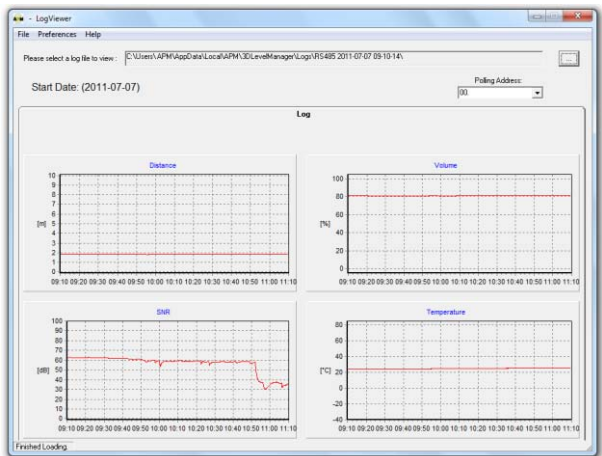 APM - LogViewer
File Preferences Help
Please select a log file to view : C:\Users\APM\AppData\Local\APM\3DLevelManager\Logs\RS485 2011-07-07 09-10-14\
...
Start Date: (2011-07-07)
Polling Address:
00.
Log
Distance
10
9
8
7
6
5
4
3
2
1
0
[m]
09:10 09:20 09:30 09:40 09:50 10:00 10:10 10:20 10:30 10:40 10:50 11:00 11:10
Volume
100
80
60
40
20
0
[%]
09:10 09:20 09:30 09:40 09:50 10:00 10:10 10:20 10:30 10:40 10:50 11:00 11:10
SNR
100
90
80
70
60
50
40
30
20
10
0
[dB]
09:10 09:20 09:30 09:40 09:50 10:00 10:10 10:20 10:30 10:40 10:50 11:00 11:10
Temperature
80
60
40
20
0
-20
-40
[°C]
09:10 09:20 09:30 09:40 09:50 10:00 10:10 10:20 10:30 10:40 10:50 11:00 11:10
Finished Loading